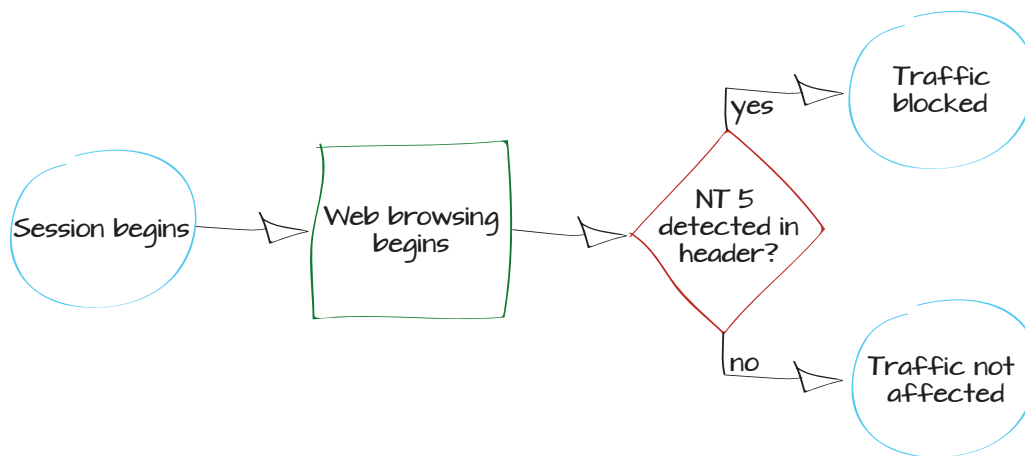 Session begins
Web browsing
begins
NT 5
detected in
header?
yes
Traffic
blocked
no
Traffic not
affected